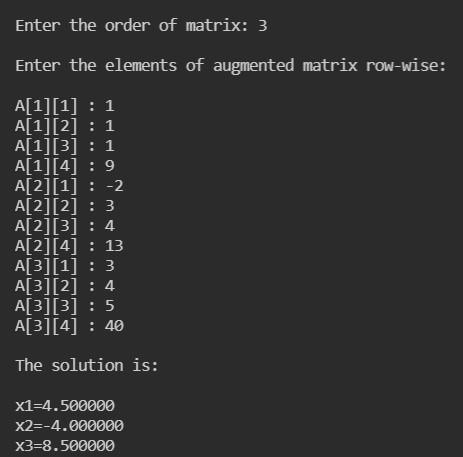 Enter the order of matrix: 3
Enter the elements of augmented matrix row-wise:
A[1][1] : 1
A[1][2] : 1
A[1][3] : 1
A[1][4] : 9
A[2][1] : -2
A[2][2] : 3
A[2][3] : 4
A[2][4] : 13
A[3][1] : 3
A[3][2] : 4
A[3][3] : 5
A[3][4] : 40
The solution is:
x1=4.500000
x2=-4.000000
x3=8.500000